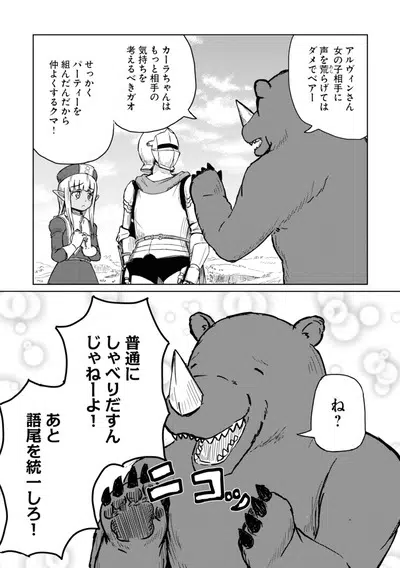 アルヴィンさん
女の子相手に
声を荒らげては
ダメでベアー
カーラちゃんは
もっと相手の
気持ちを
考えるべきガオ
せっかく
パーティーを
組んだんだから
仲よくするクマ！
ね？
ニコッ
普通に
しゃべりだすん
じゃねーよ！
あと
語尾を統一しろ！